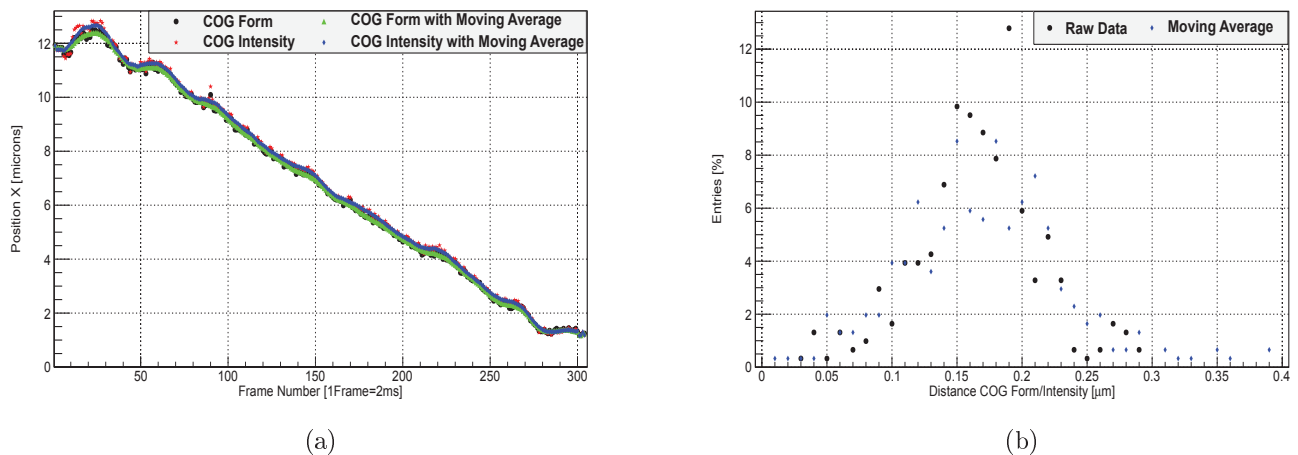 COG Form
COG Form with Moving Average
COG Intensity
COG Intensity with Moving Average
Position X [microns]
12
10
8
6
4
2
0
50 100 150 200 250 300
Frame Number [1Frame=2ms]
(a)
Raw Data
Moving Average
Entries [%]
12
10
8
6
4
2
0
0 0.05 0.1 0.15 0.2 0.25 0.3 0.35 0.4
Distance COG Form/Intensity [μm]
(b)